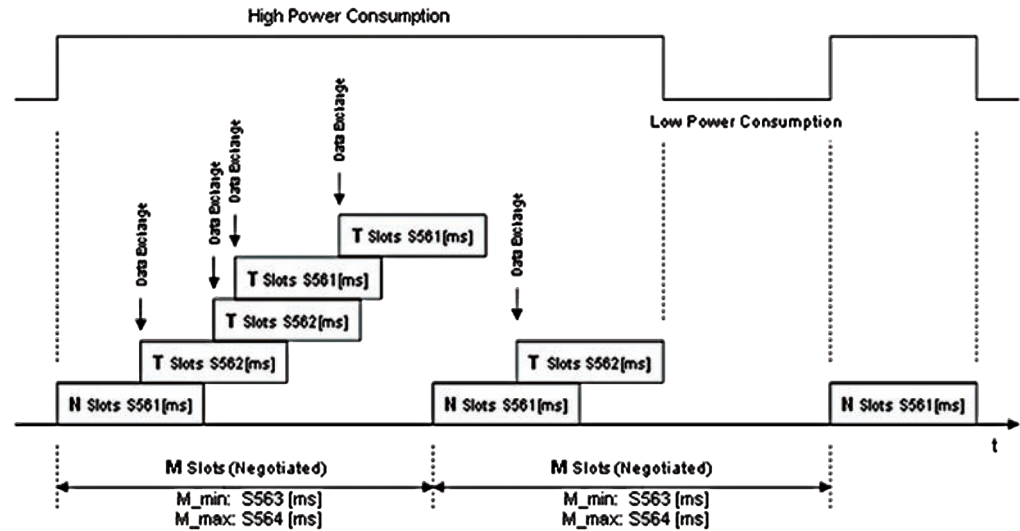 High Power Consumption
Low Power Consumption
Data Exchange
Data Exchange
Data Exchange
Data Exchange
Data Exchange
T Slots S561[ms]
T Slots S561[ms]
T Slots S562[ms]
T Slots S562[ms]
T Slots S562[ms]
N Slots S561[ms]
N Slots S561[ms]
N Slots S561[ms]
t
M Slots (Negotiated)
M_min: S563 [ms]
M_max: S564 [ms]
M Slots (Negotiated)
M_min: S563 [ms]
M_max: S564 [ms]